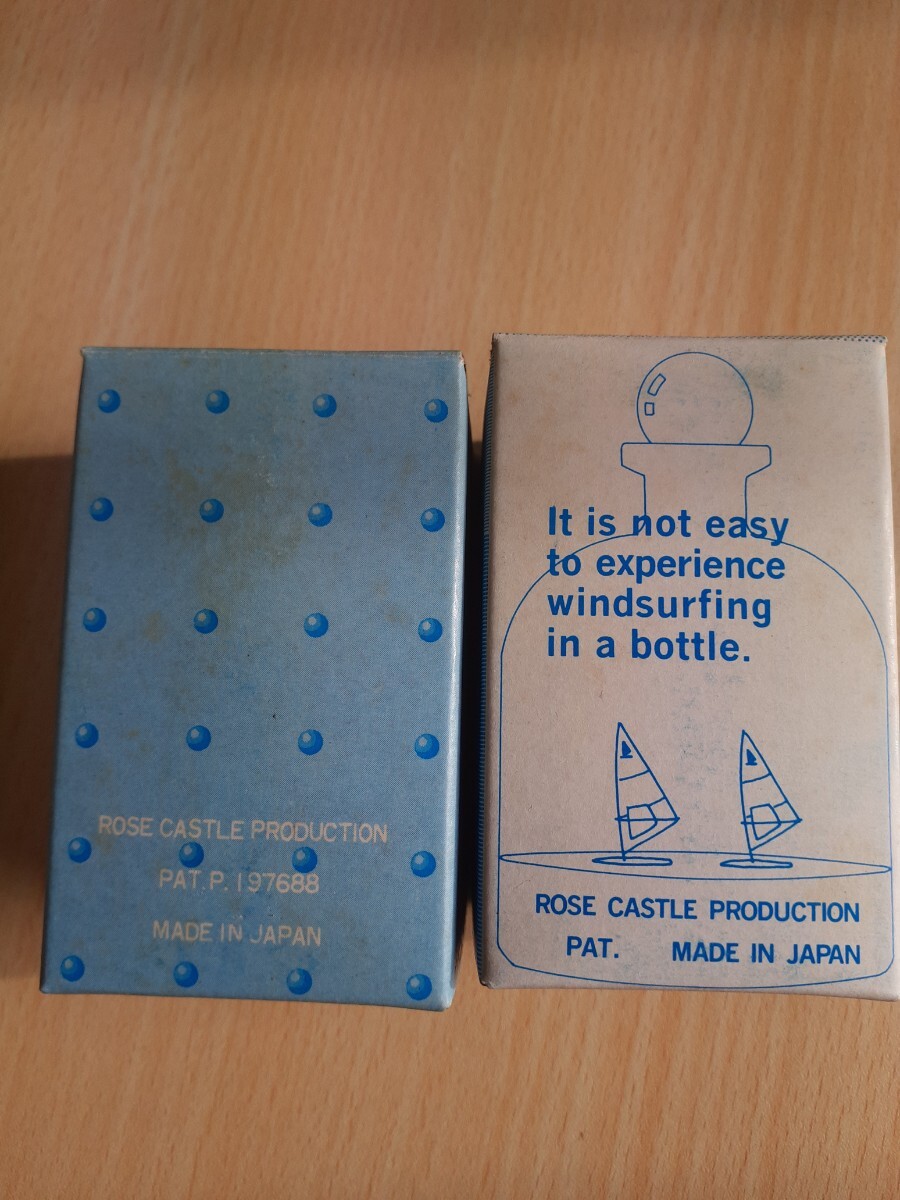 ROSE CASTLE PRODUCTION
PAT.P. 197688
MADE IN JAPAN
It is not easy
to experience
windsurfing
in a bottle.
ROSE CASTLE PRODUCTION
PAT. MADE IN JAPAN